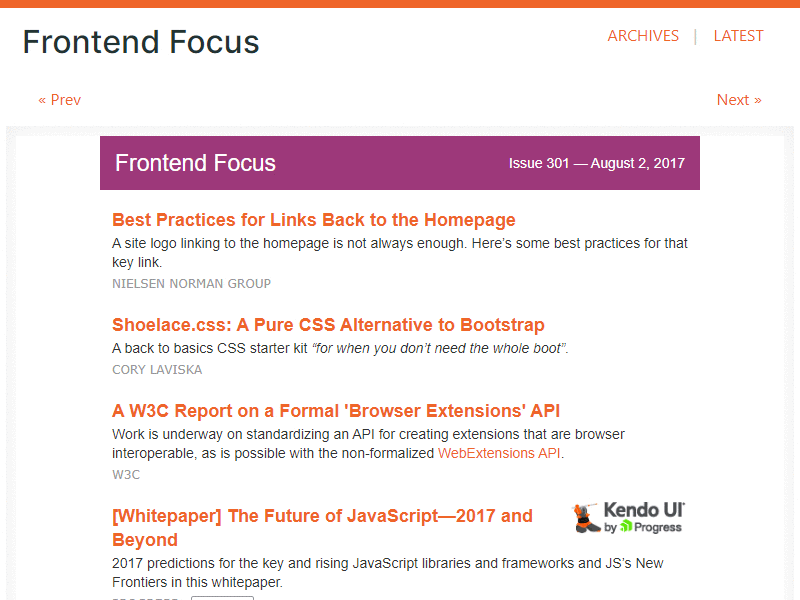 Frontend Focus
ARCHIVES | LATEST
« Prev
Next »
Frontend Focus
Issue 301 — August 2, 2017
Best Practices for Links Back to the Homepage
A site logo linking to the homepage is not always enough. Here’s some best practices for that
key link.
NIELSEN NORMAN GROUP
Shoelace.css: A Pure CSS Alternative to Bootstrap
A back to basics CSS starter kit “for when you don’t need the whole boot”.
CORY LAVISKA
A W3C Report on a Formal 'Browser Extensions' API
Work is underway on standardizing an API for creating extensions that are browser
interoperable, as is possible with the non-formalized WebExtensions API.
W3C
[Whitepaper] The Future of JavaScript—2017 and
Beyond
Kendo UI
by Progress
2017 predictions for the key and rising JavaScript libraries and frameworks and JS’s New
Frontiers in this whitepaper.